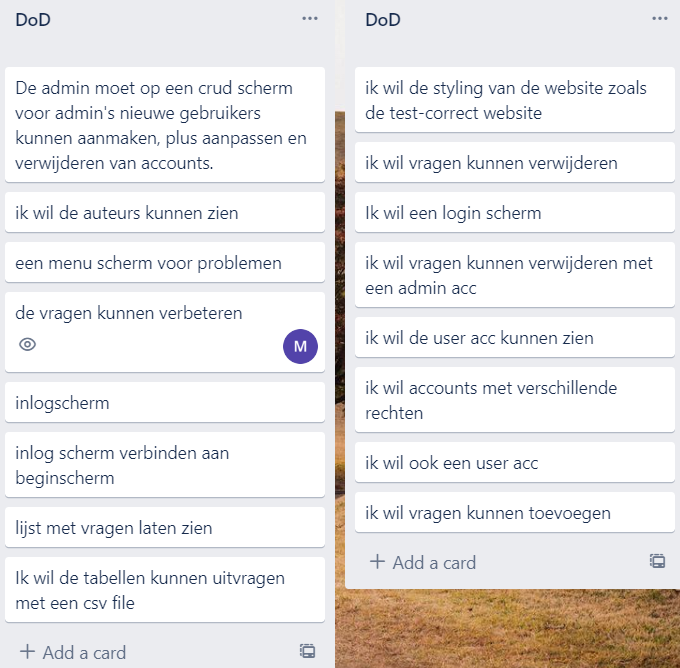 DoD
De admin moet op een crud scherm
voor admin's nieuwe gebruikers
kunnen aanmaken, plus aanpassen en
verwijderen van accounts.
ik wil de auteurs kunnen zien
een menu scherm voor problemen
de vragen kunnen verbeteren
M
inlogscherm
inlog scherm verbinden aan
beginscherm
lijst met vragen laten zien
Ik wil de tabellen kunnen uitvragen
met een csv file
+ Add a card
DoD
ik wil de styling van de website zoals
de test-correct website
ik wil vragen kunnen verwijderen
Ik wil een login scherm
ik wil vragen kunnen verwijderen met
een admin acc
ik wil de user acc kunnen zien
ik wil accounts met verschillende
rechten
ik wil ook een user acc
ik wil vragen kunnen toevoegen
+ Add a card